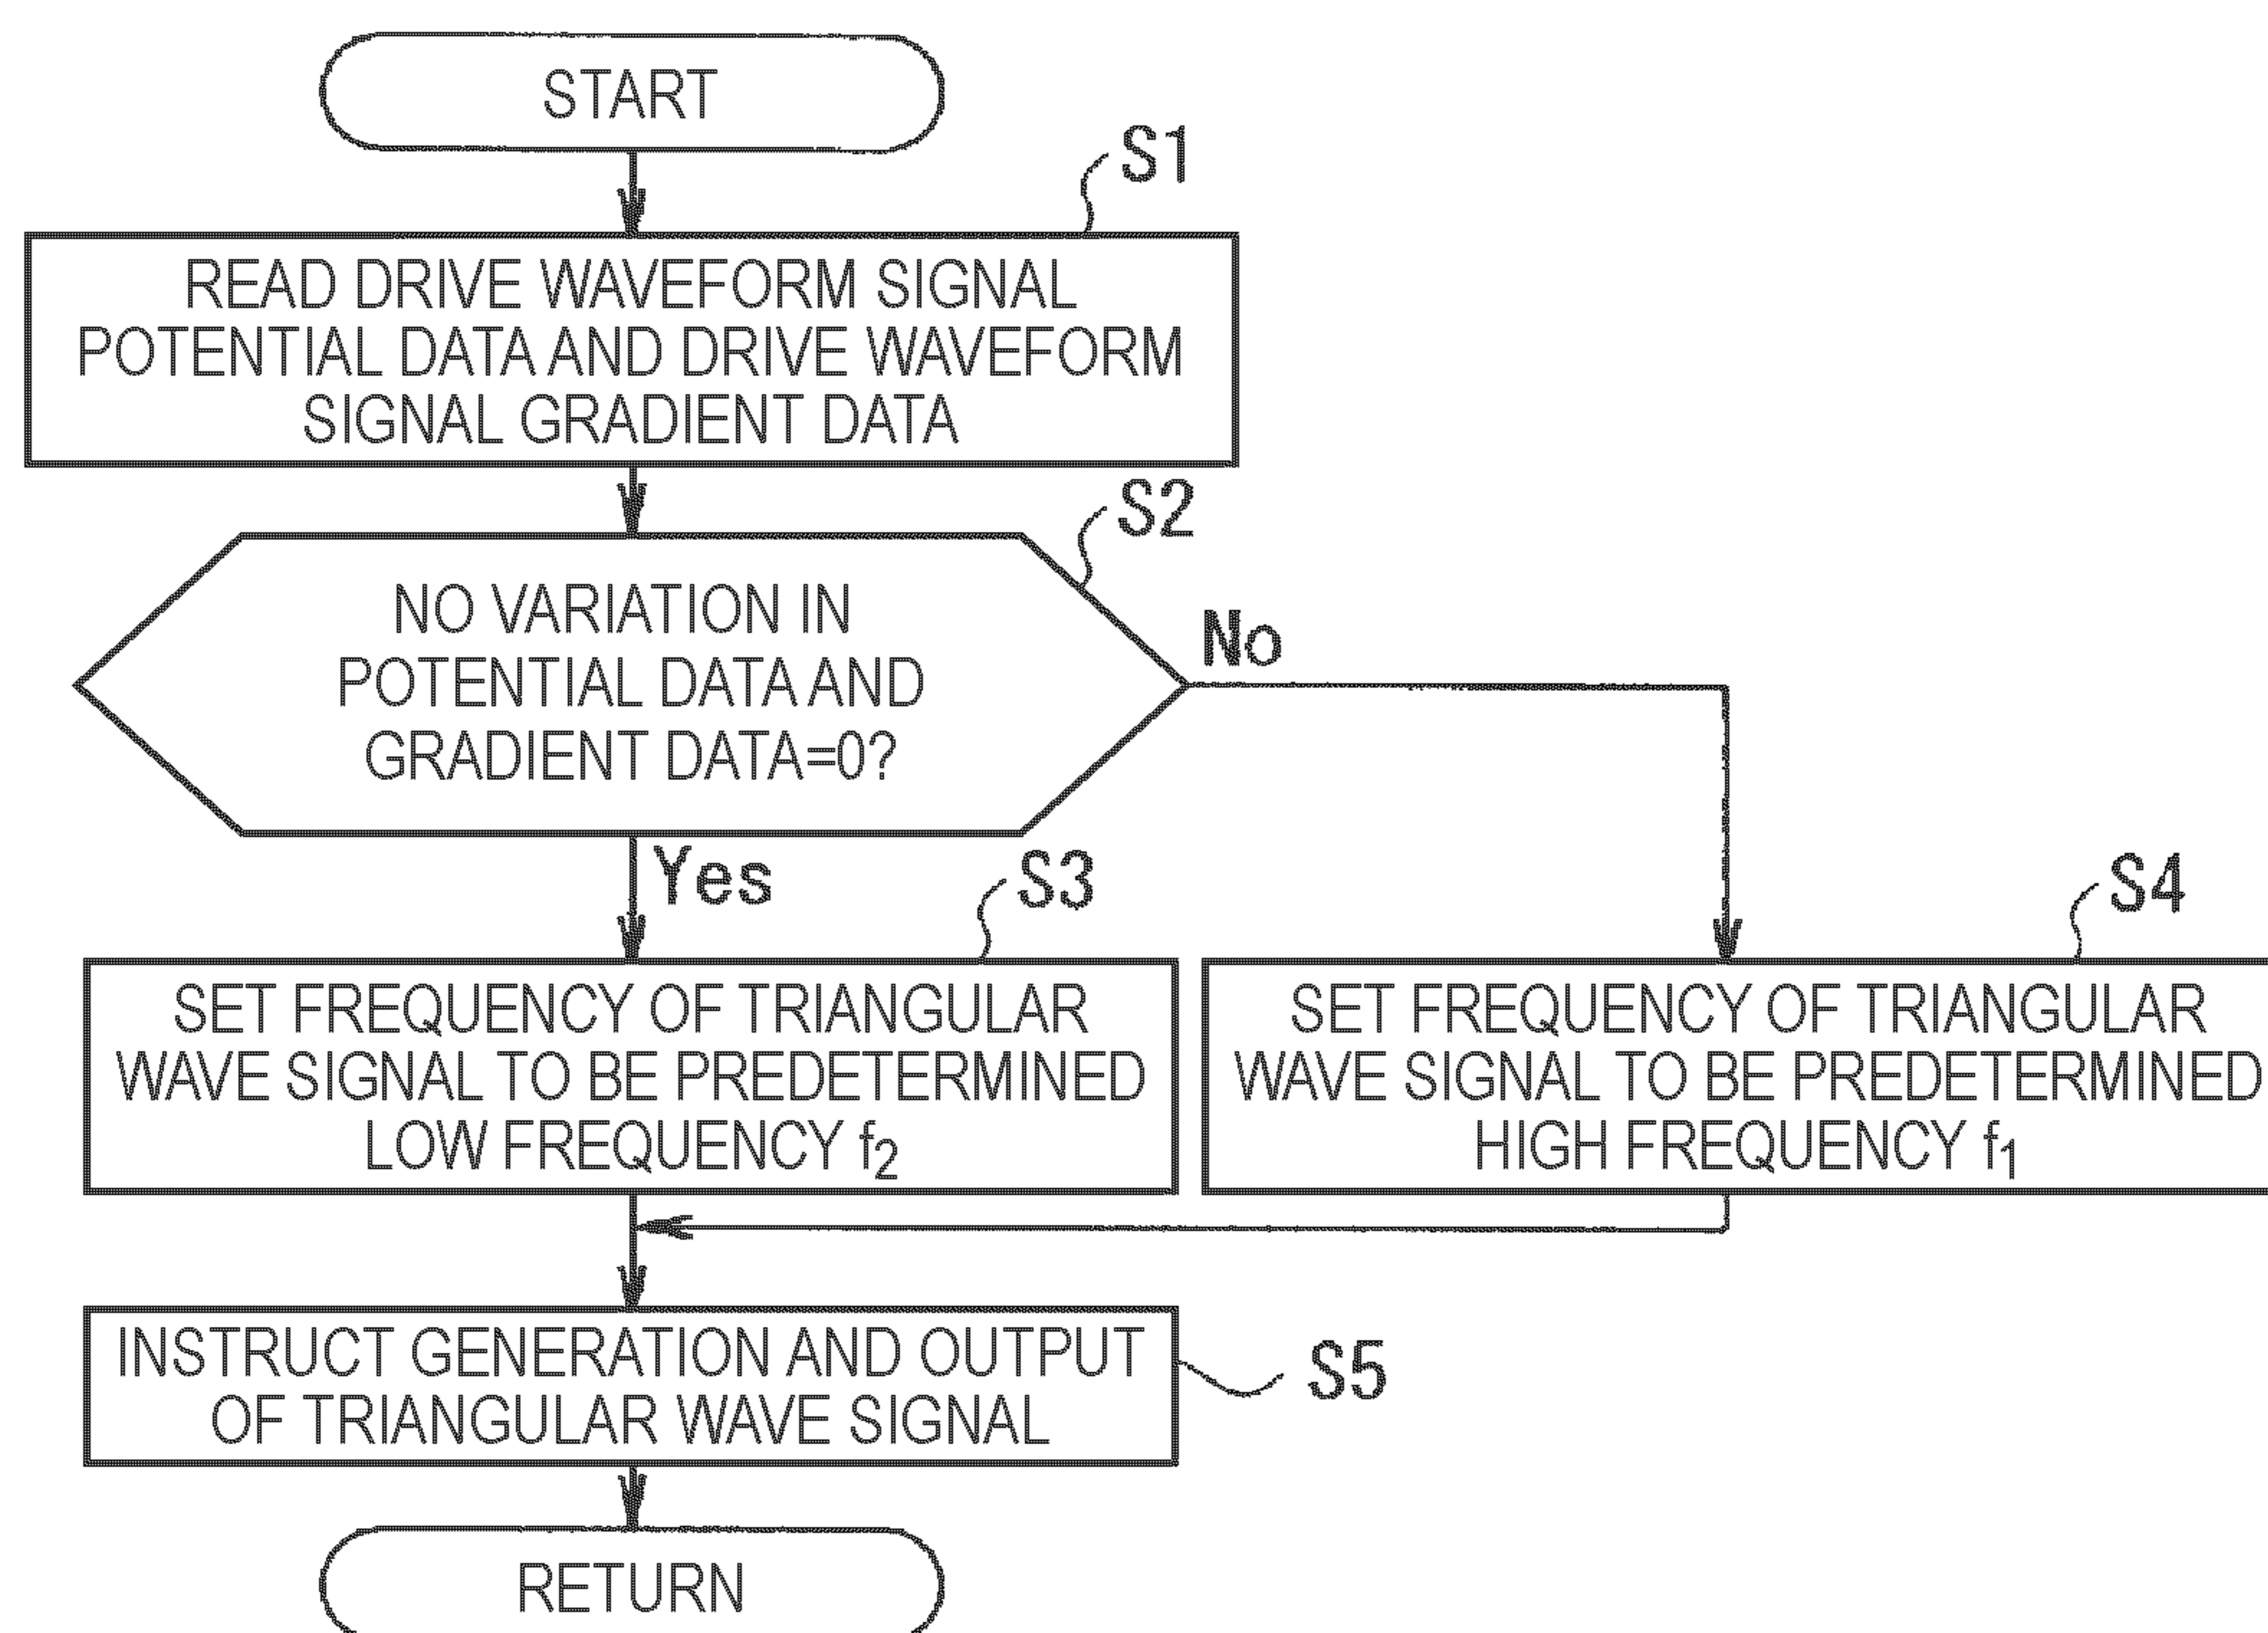 START
S1
READ DRIVE WAVEFORM SIGNAL
POTENTIAL DATA AND DRIVE WAVEFORM
SIGNAL GRADIENT DATA
S2
NO VARIATION IN
POTENTIAL DATA AND
GRADIENT DATA=0?
No
Yes
S3
SET FREQUENCY OF TRIANGULAR
WAVE SIGNAL TO BE PREDETERMINED
LOW FREQUENCY f₂
S4
SET FREQUENCY OF TRIANGULAR
WAVE SIGNAL TO BE PREDETERMINED
HIGH FREQUENCY f₁
INSTRUCT GENERATION AND OUTPUT
OF TRIANGULAR WAVE SIGNAL
S5
RETURN